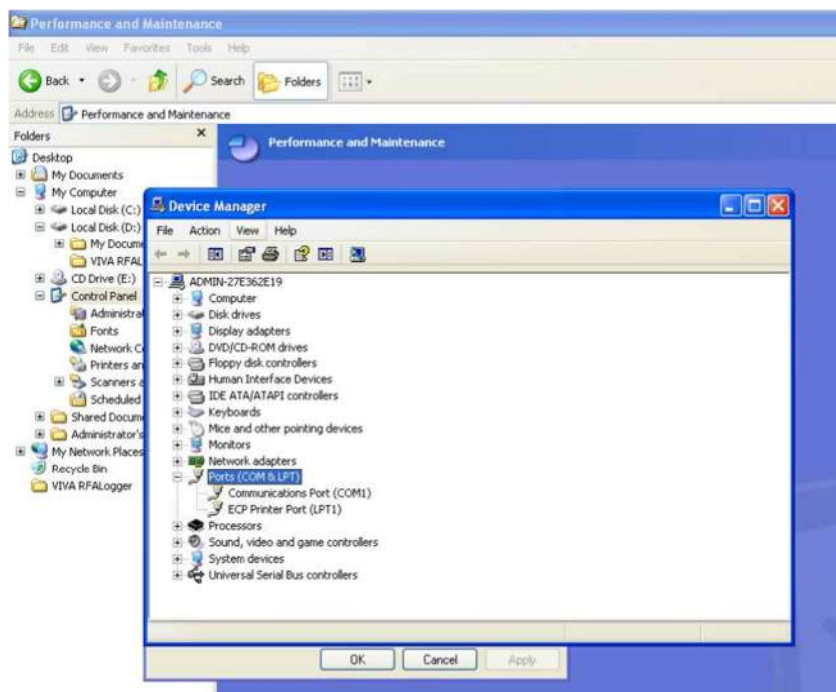 Performance and Maintenance
File Edit View Favorites Tools Help
Back Search Folders
Address Performance and Maintenance
Folders
Performance and Maintenance
Desktop
My Documents
My Computer
Local Disk (C:)
Local Disk (D:)
My Docume
VIVA RFAL
CD Drive (E:)
Control Panel
Administra
Fonts
Network C
Printers an
Scanners a
Scheduled
Shared Docum
Administrator's
My Network Places
Recycle Bin
VIVA RFALogger
Device Manager
File Action View Help
ADMIN-27E362E19
Computer
Disk drives
Display adapters
DVD/CD-ROM drives
Floppy disk controllers
Human Interface Devices
IDE ATA/ATAPI controllers
Keyboards
Mice and other pointing devices
Monitors
Network adapters
Ports (COM & LPT)
Communications Port (COM1)
ECP Printer Port (LPT1)
Processors
Sound, video and game controllers
System devices
Universal Serial Bus controllers
OK Cancel Apply